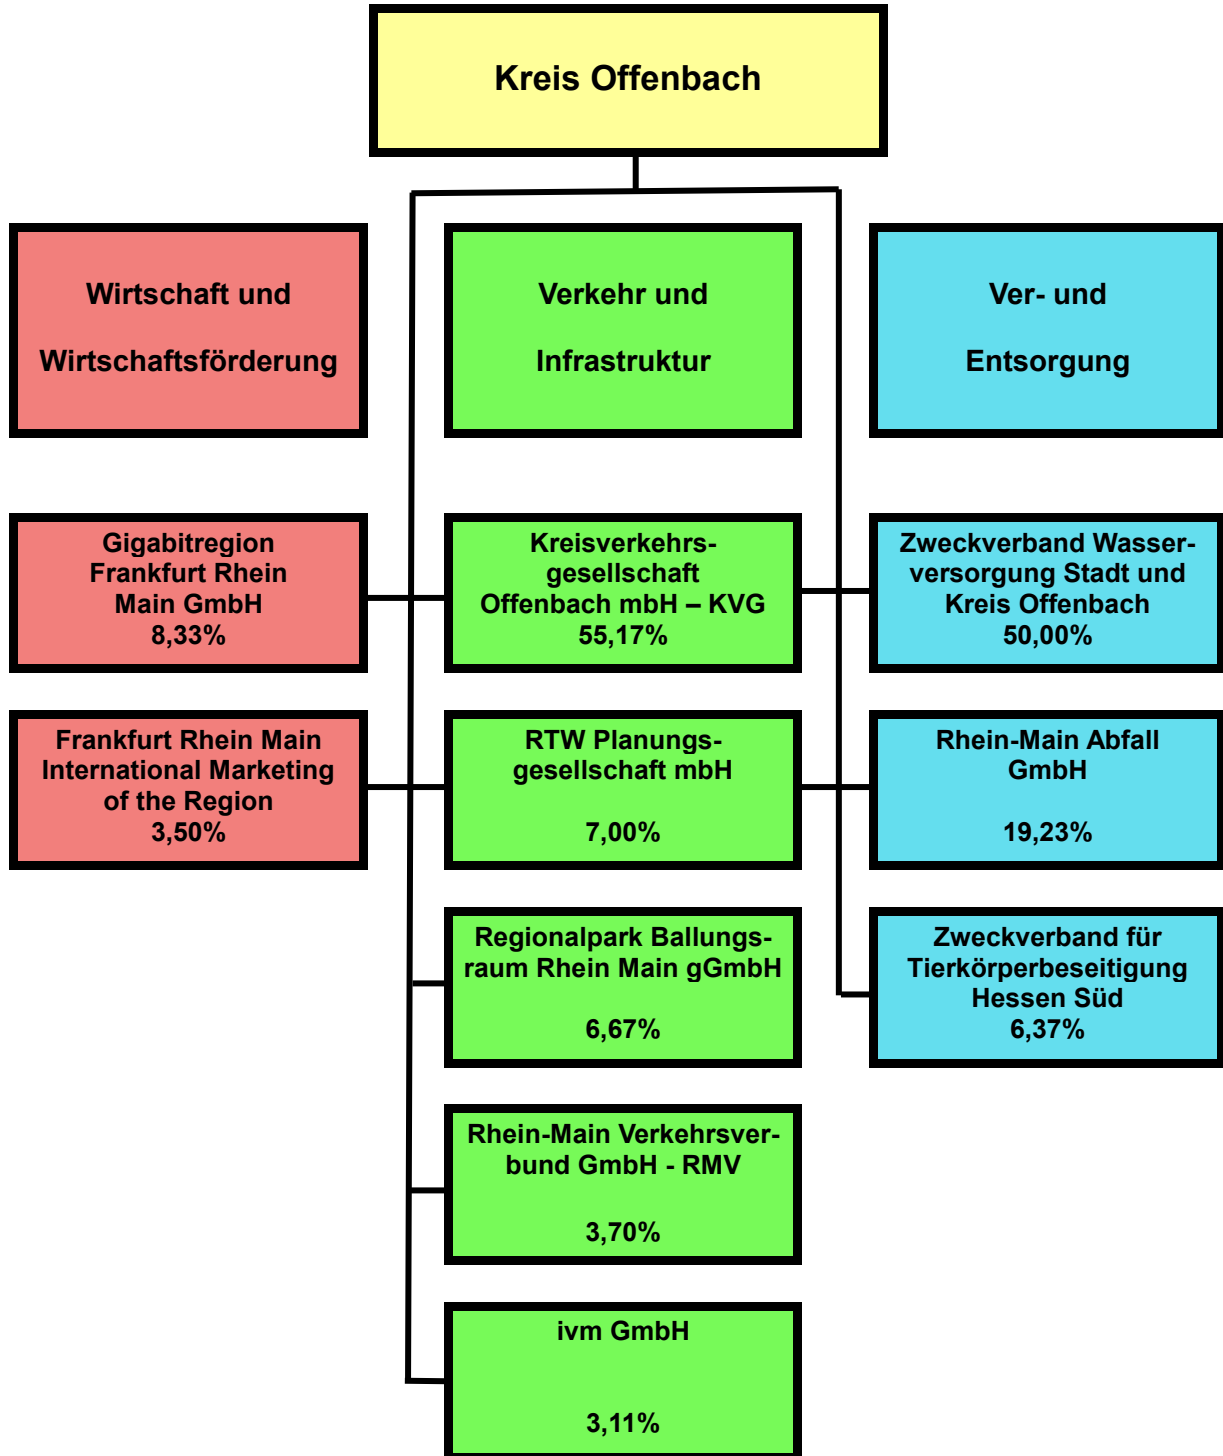 Kreis Offenbach
Wirtschaft und
Wirtschaftsförderung
Verkehr und
Infrastruktur
Ver- und
Entsorgung
Gigabitregion
Frankfurt Rhein
Main GmbH
8,33%
Kreisverkehrs-
gesellschaft
Offenbach mbH – KVG
55,17%
Zweckverband Wasser-
versorgung Stadt und
Kreis Offenbach
50,00%
Frankfurt Rhein Main
International Marketing
of the Region
3,50%
RTW Planungs-
gesellschaft mbH
7,00%
Rhein-Main Abfall
GmbH
19,23%
Regionalpark Ballungs-
raum Rhein Main gGmbH
6,67%
Zweckverband für
Tierkörperbeseitigung
Hessen Süd
6,37%
Rhein-Main Verkehrsver-
bund GmbH - RMV
3,70%
ivm GmbH
3,11%